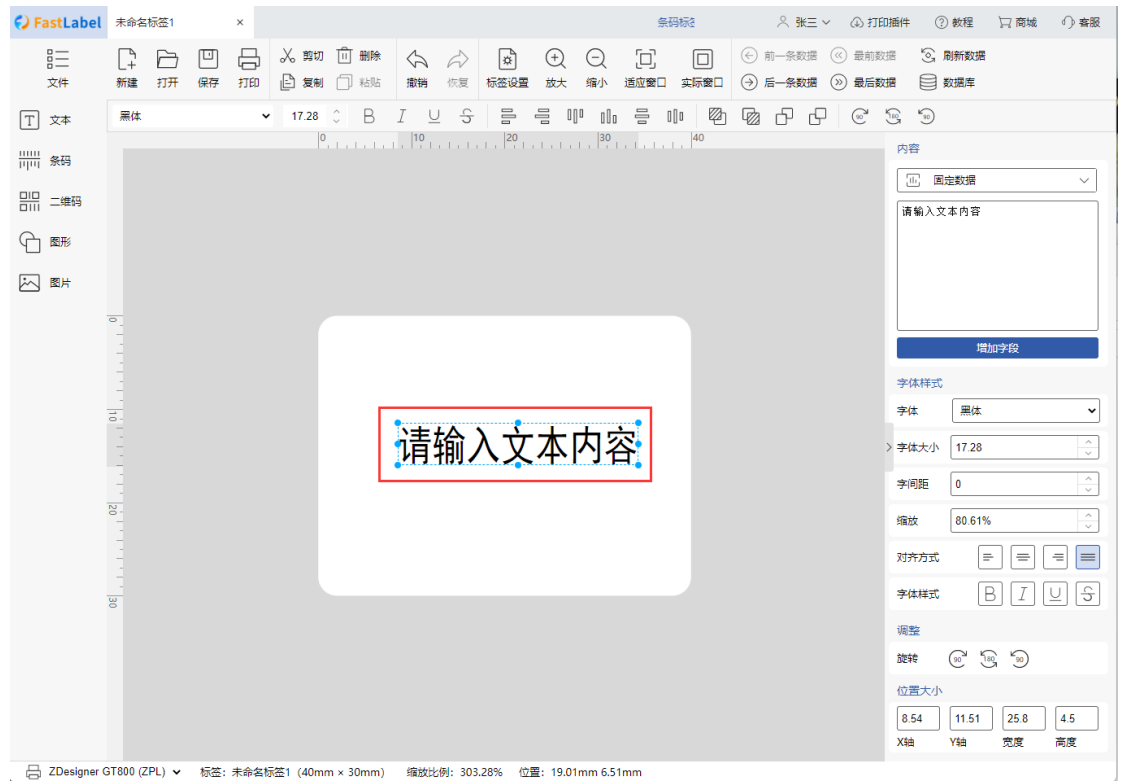 FastLabel 未命名标签1 × 条码标签 张三 打印插件 教程 商城 客服
剪切 删除 前一条数据 最前数据 刷新数据
文件 新建 打开 保存 打印 复制 粘贴 撤销 恢复 标签设置 放大 缩小 适应窗口 实际窗口 后一条数据 最后数据 数据库
文本 黑体 17.28 B I U S 90 180 90
0 10 20 30 40
条码
二维码
图形
图片
0
10
20
30
请输入文本内容
内容
固定数据
请输入文本内容
增加字段
字体样式
字体 黑体
字体大小 17.28
字间距 0
缩放 80.61%
对齐方式
字体样式 B I U S
调整
旋转 90 180 90
位置大小
8.54 11.51 25.8 4.5
X轴 Y轴 宽度 高度
ZDesigner GT800 (ZPL) 标签：未命名标签1（40mm × 30mm） 缩放比例：303.28% 位置：19.01mm 6.51mm